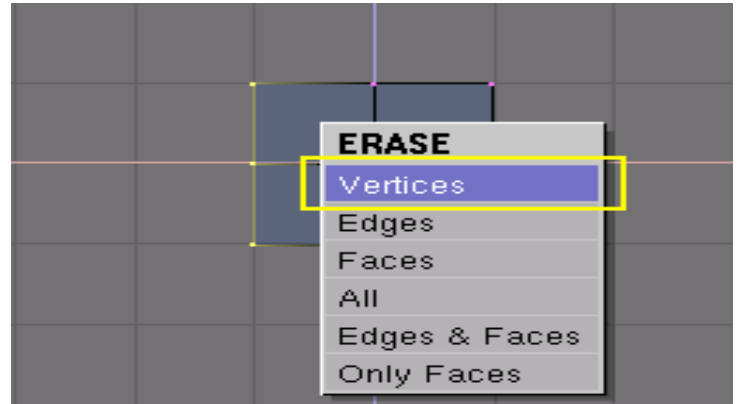 ERASE
Vertices
Edges
Faces
All
Edges & Faces
Only Faces